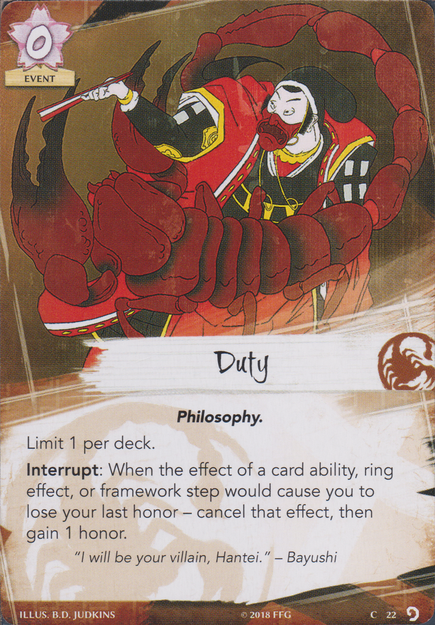 0
EVENT
Duty
Philosophy.
Limit 1 per deck.
Interrupt: When the effect of a card ability, ring
effect, or framework step would cause you to
lose your last honor – cancel that effect, then
gain 1 honor.
"I will be your villain, Hantei." – Bayushi
ILLUS. B.D. JUDKINS © 2018 FFG C 22